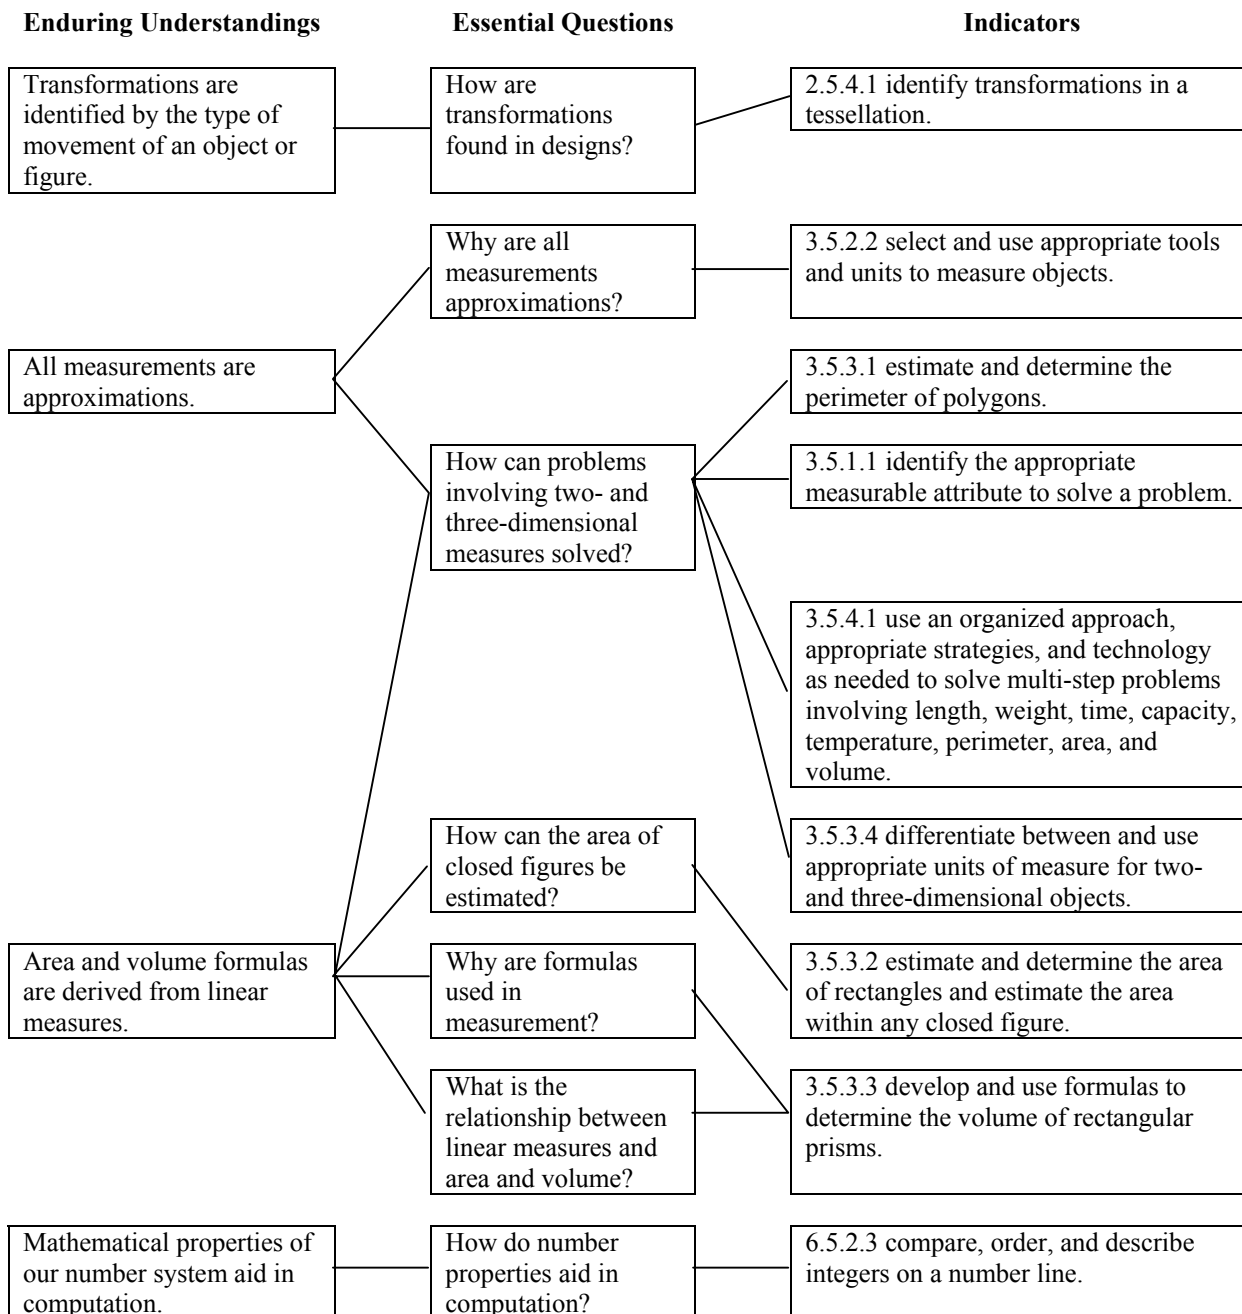 Enduring Understandings
Essential Questions
Indicators
Transformations are
identified by the type of
movement of an object or
figure.
How are
transformations
found in designs?
2.5.4.1 identify transformations in a
tessellation.
Why are all
measurements
approximations?
3.5.2.2 select and use appropriate tools
and units to measure objects.
All measurements are
approximations.
3.5.3.1 estimate and determine the
perimeter of polygons.
How can problems
involving two- and
three-dimensional
measures solved?
3.5.1.1 identify the appropriate
measurable attribute to solve a problem.
3.5.4.1 use an organized approach,
appropriate strategies, and technology
as needed to solve multi-step problems
involving length, weight, time, capacity,
temperature, perimeter, area, and
volume.
How can the area of
closed figures be
estimated?
3.5.3.4 differentiate between and use
appropriate units of measure for two-
and three-dimensional objects.
Area and volume formulas
are derived from linear
measures.
Why are formulas
used in
measurement?
3.5.3.2 estimate and determine the area
of rectangles and estimate the area
within any closed figure.
What is the
relationship between
linear measures and
area and volume?
3.5.3.3 develop and use formulas to
determine the volume of rectangular
prisms.
Mathematical properties of
our number system aid in
computation.
How do number
properties aid in
computation?
6.5.2.3 compare, order, and describe
integers on a number line.